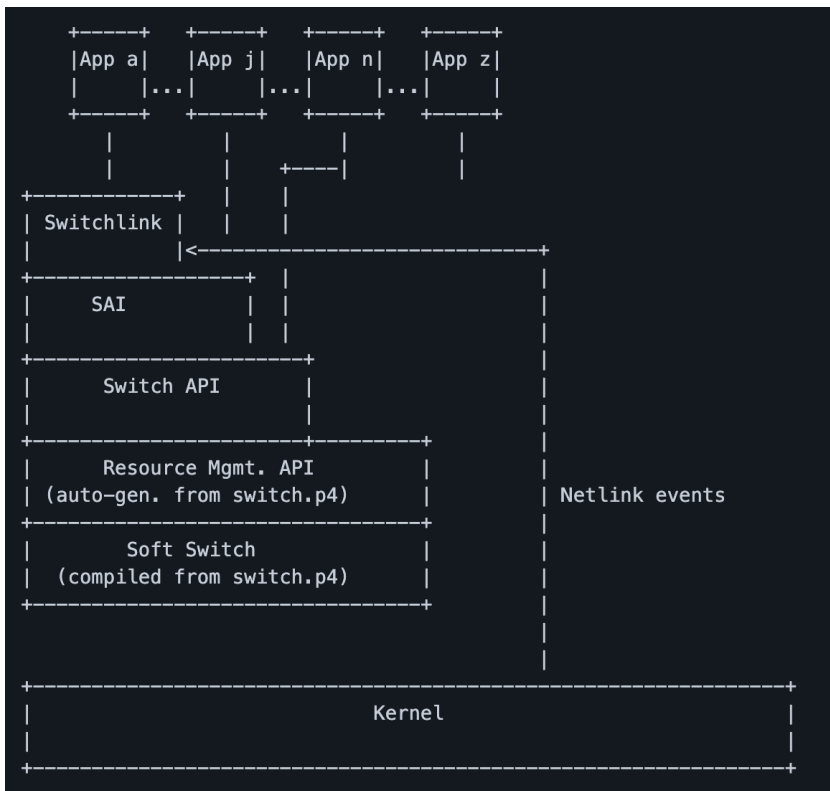 App a App j App n App z
... ... ...
Switchlink
SAI
Switch API
Resource Mgmt. API
(auto-gen. from switch.p4)
Netlink events
Soft Switch
(compiled from switch.p4)
Kernel